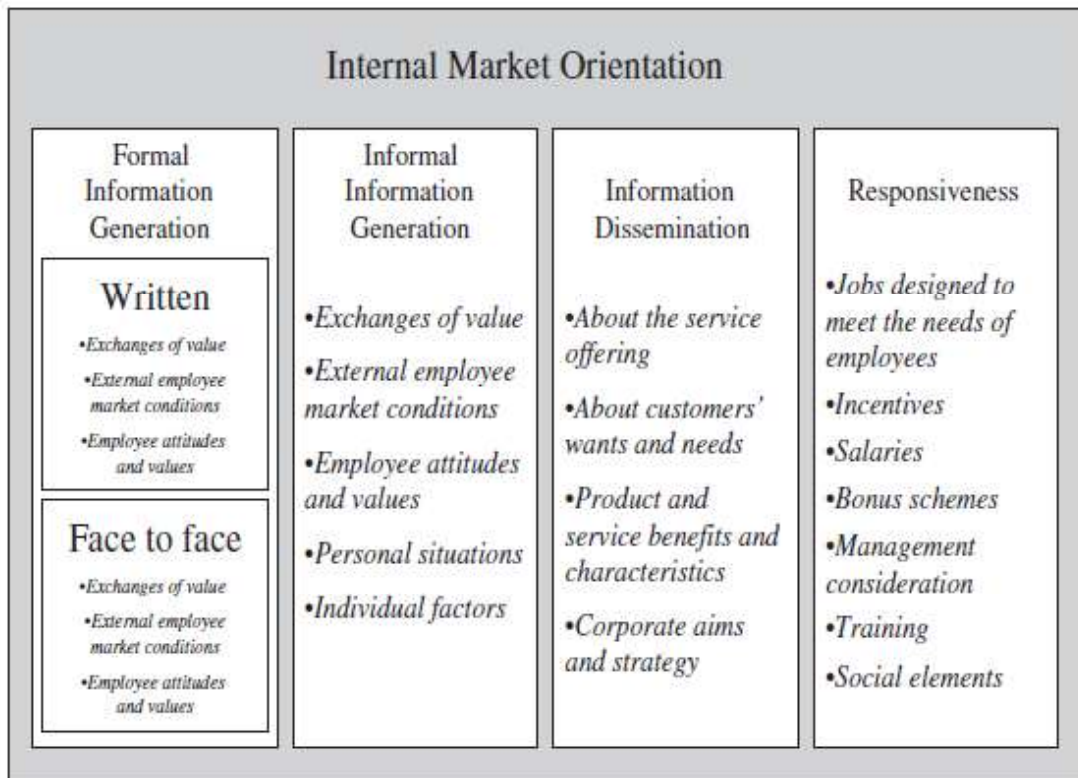 Internal Market Orientation
Formal
Information
Generation
Written
•Exchanges of value
•External employee
market conditions
•Employee attitudes
and values
Face to face
•Exchanges of value
•External employee
market conditions
•Employee attitudes
and values
Informal
Information
Generation
•Exchanges of value
•External employee
market conditions
•Employee attitudes
and values
•Personal situations
•Individual factors
Information
Dissemination
•About the service
offering
•About customers’
wants and needs
•Product and
service benefits and
characteristics
•Corporate aims
and strategy
Responsiveness
•Jobs designed to
meet the needs of
employees
•Incentives
•Salaries
•Bonus schemes
•Management
consideration
•Training
•Social elements